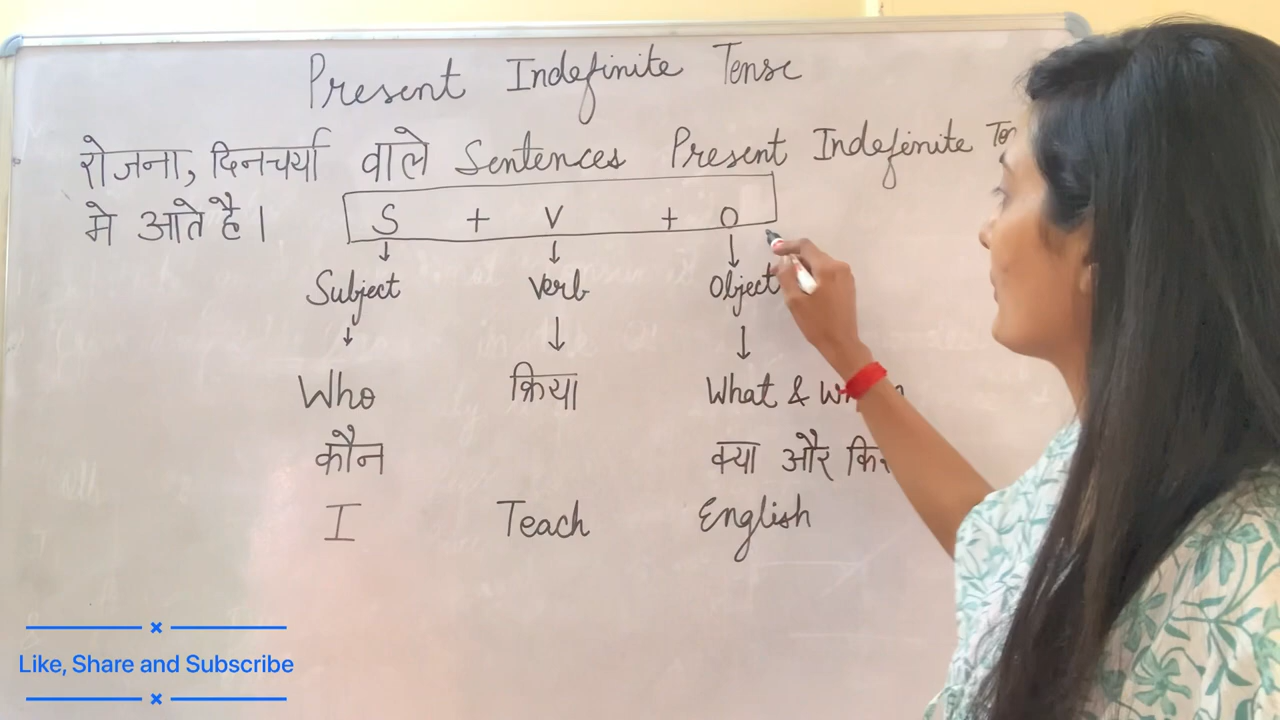 Present Indefinite Tense
रोजना, दिनचर्या वाले Sentences Present Indefinite
मे आते है। S + V + O
↓ ↓ ↓
Subject Verb Object
↓ ↓ ↓
Who क्रिया What &
कौन क्या और
I Teach English
Like, Share and Subscribe